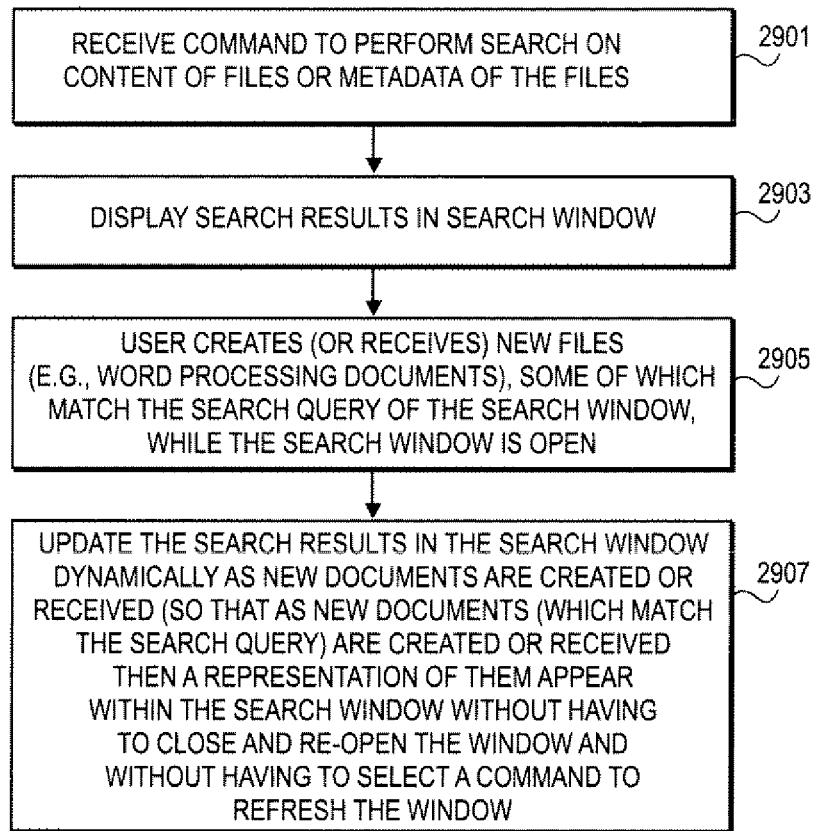 RECEIVE COMMAND TO PERFORM SEARCH ON
CONTENT OF FILES OR METADATA OF THE FILES
2901
DISPLAY SEARCH RESULTS IN SEARCH WINDOW
2903
USER CREATES (OR RECEIVES) NEW FILES
(E.G., WORD PROCESSING DOCUMENTS), SOME OF WHICH
MATCH THE SEARCH QUERY OF THE SEARCH WINDOW,
WHILE THE SEARCH WINDOW IS OPEN
2905
UPDATE THE SEARCH RESULTS IN THE SEARCH WINDOW
DYNAMICALLY AS NEW DOCUMENTS ARE CREATED OR
RECEIVED (SO THAT AS NEW DOCUMENTS (WHICH MATCH
THE SEARCH QUERY) ARE CREATED OR RECEIVED
THEN A REPRESENTATION OF THEM APPEAR
WITHIN THE SEARCH WINDOW WITHOUT HAVING
TO CLOSE AND RE-OPEN THE WINDOW AND
WITHOUT HAVING TO SELECT A COMMAND TO
REFRESH THE WINDOW
2907